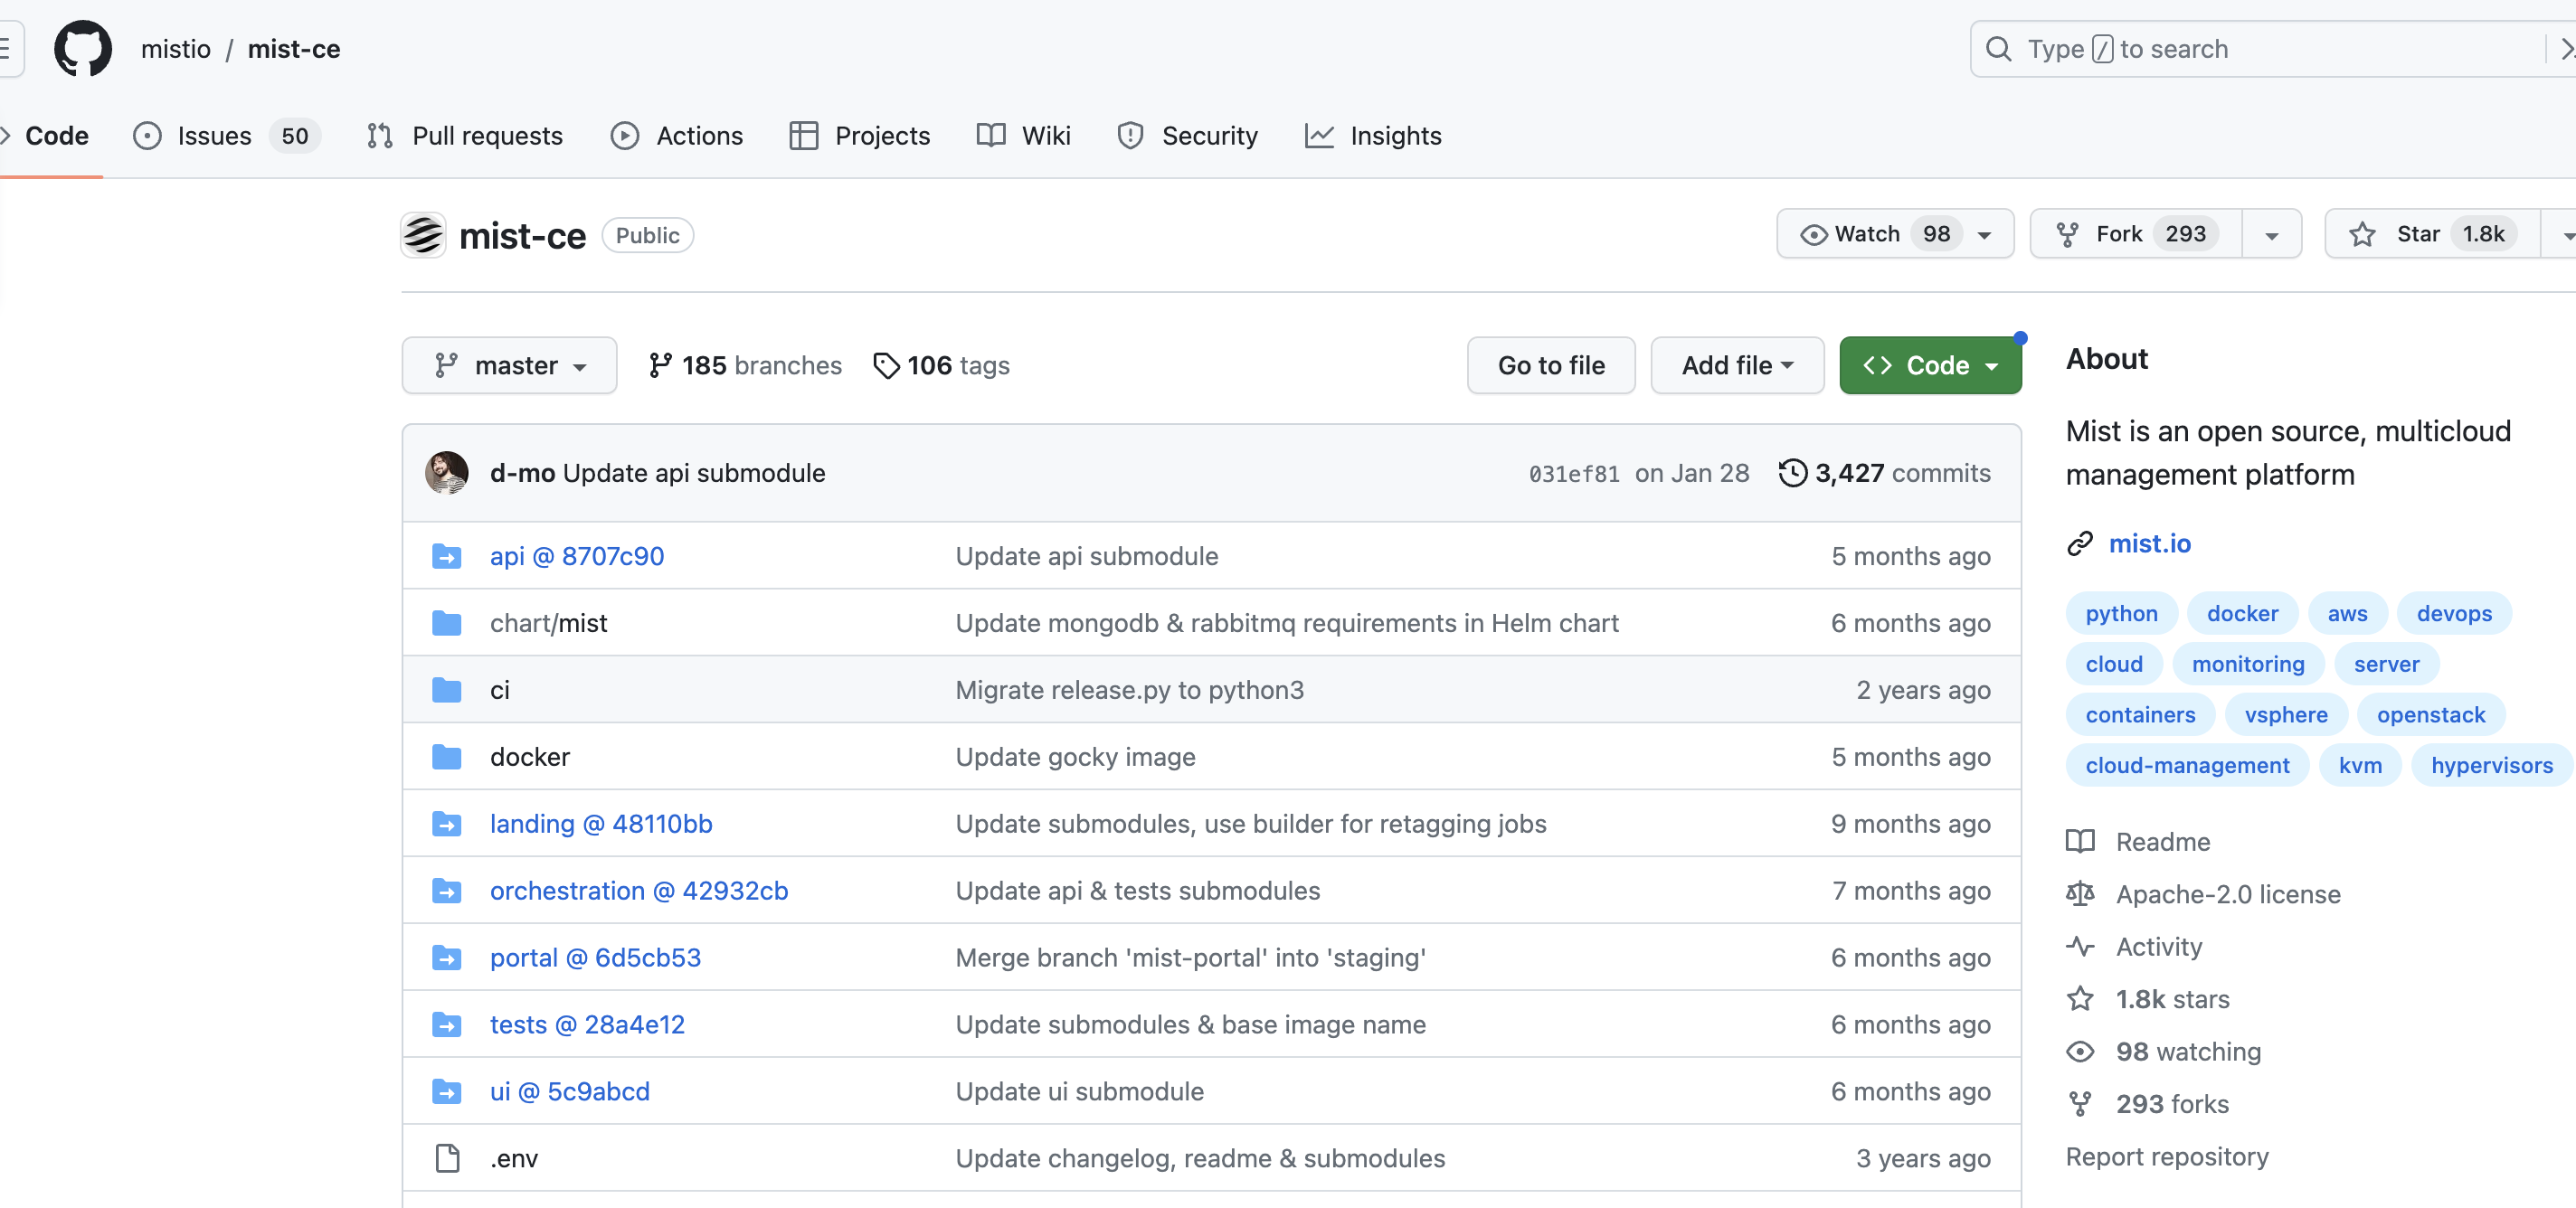 mistio / mist-ce
Type / to search
Code Issues 50 Pull requests Actions Projects Wiki Security Insights
mist-ce Public
Watch 98 Fork 293 Star 1.8k
master 185 branches 106 tags Go to file Add file Code
d-mo Update api submodule 031ef81 on Jan 28 3,427 commits
api @ 8707c90 Update api submodule 5 months ago
chart/mist Update mongodb & rabbitmq requirements in Helm chart 6 months ago
ci Migrate release.py to python3 2 years ago
docker Update gocky image 5 months ago
landing @ 48110bb Update submodules, use builder for retagging jobs 9 months ago
orchestration @ 42932cb Update api & tests submodules 7 months ago
portal @ 6d5cb53 Merge branch 'mist-portal' into 'staging' 6 months ago
tests @ 28a4e12 Update submodules & base image name 6 months ago
ui @ 5c9abcd Update ui submodule 6 months ago
.env Update changelog, readme & submodules 3 years ago
About
Mist is an open source, multicloud
management platform
mist.io
python docker aws devops
cloud monitoring server
containers vsphere openstack
cloud-management kvm hypervisors
Readme
Apache-2.0 license
Activity
1.8k stars
98 watching
293 forks
Report repository